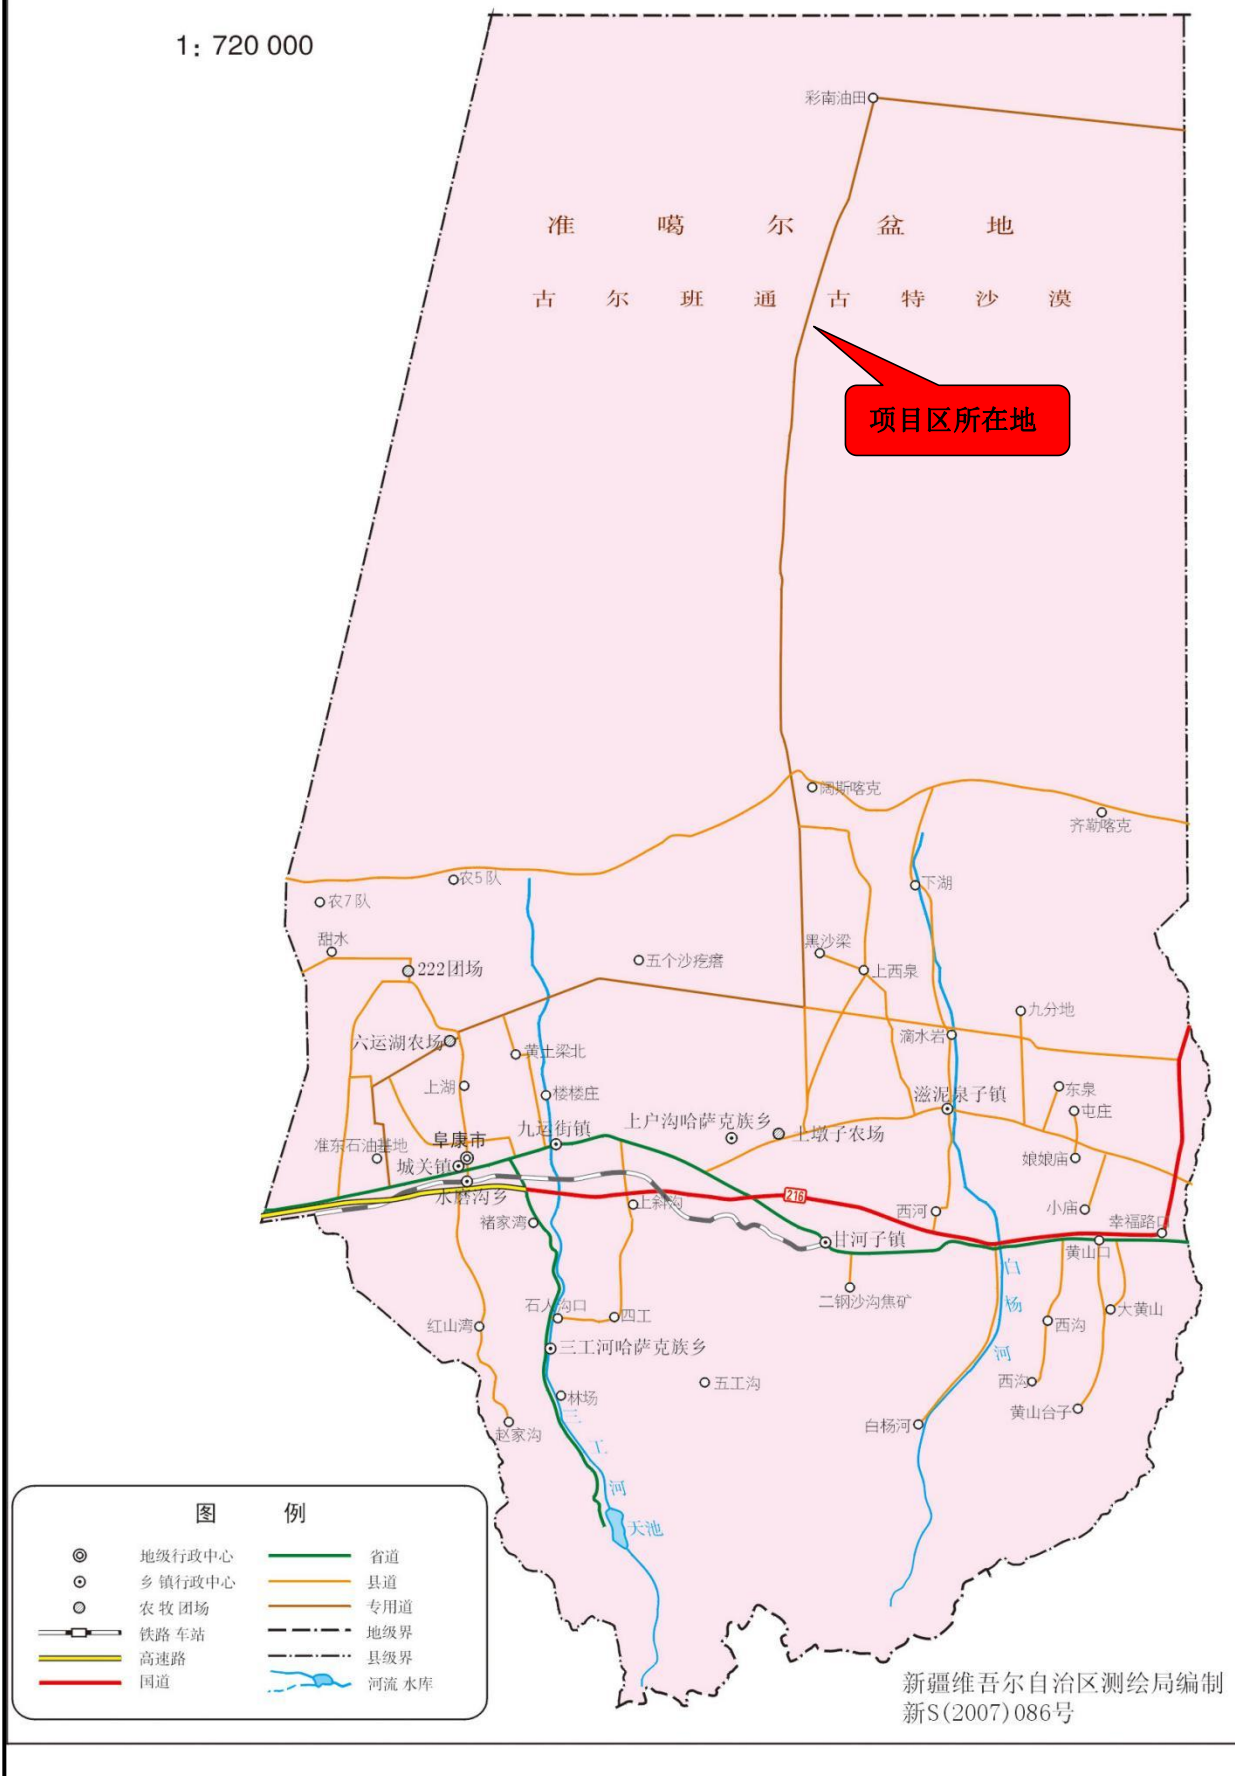 1: 720 000
彩南油田
准噶尔盆地
古尔班通古特沙漠
项目区所在地
阔斯喀克
齐勒喀克
农5队
下湖
农7队
甜水
黑沙梁
222团场
五个沙疙瘩
上西泉
九分地
六运湖农场
滴水岩
黄土梁北
上湖
楼楼庄
东泉
滋泥泉子镇
屯庄
上户沟哈萨克族乡
九运街镇
上墩子农场
准东石油基地
阜康市
城关镇
娘娘庙
水磨沟乡
216
上斜沟
西河
小庙
褚家湾
幸福路口
甘河子镇
黄山口
白杨河
二钢沙沟焦矿
石人沟口
四工
大黄山
红山湾
西沟
三工河哈萨克族乡
五工沟
西沟
林场
黄山台子
三工河
赵家沟
白杨河
天池
图例
地级行政中心
省道
乡镇行政中心
县道
农牧团场
专用道
铁路 车站
地级界
高速路
县级界
国道
河流 水库
新疆维吾尔自治区测绘局编制
新S(2007)086号